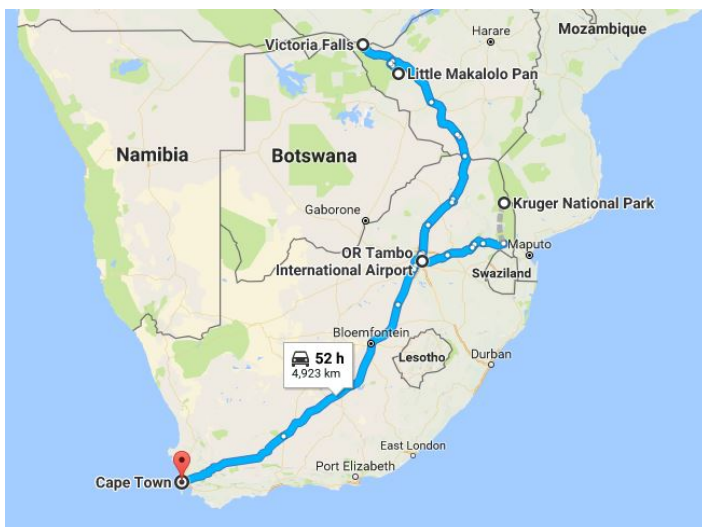 Victoria Falls
Harare
Mozambique
Little Makalolo Pan
Namibia
Botswana
Kruger National Park
Gaborone
OR Tambo
International Airport
Maputo
Swaziland
Bloemfontein
52 h
4,923 km
Lesotho
Durban
East London
Port Elizabeth
Cape Town